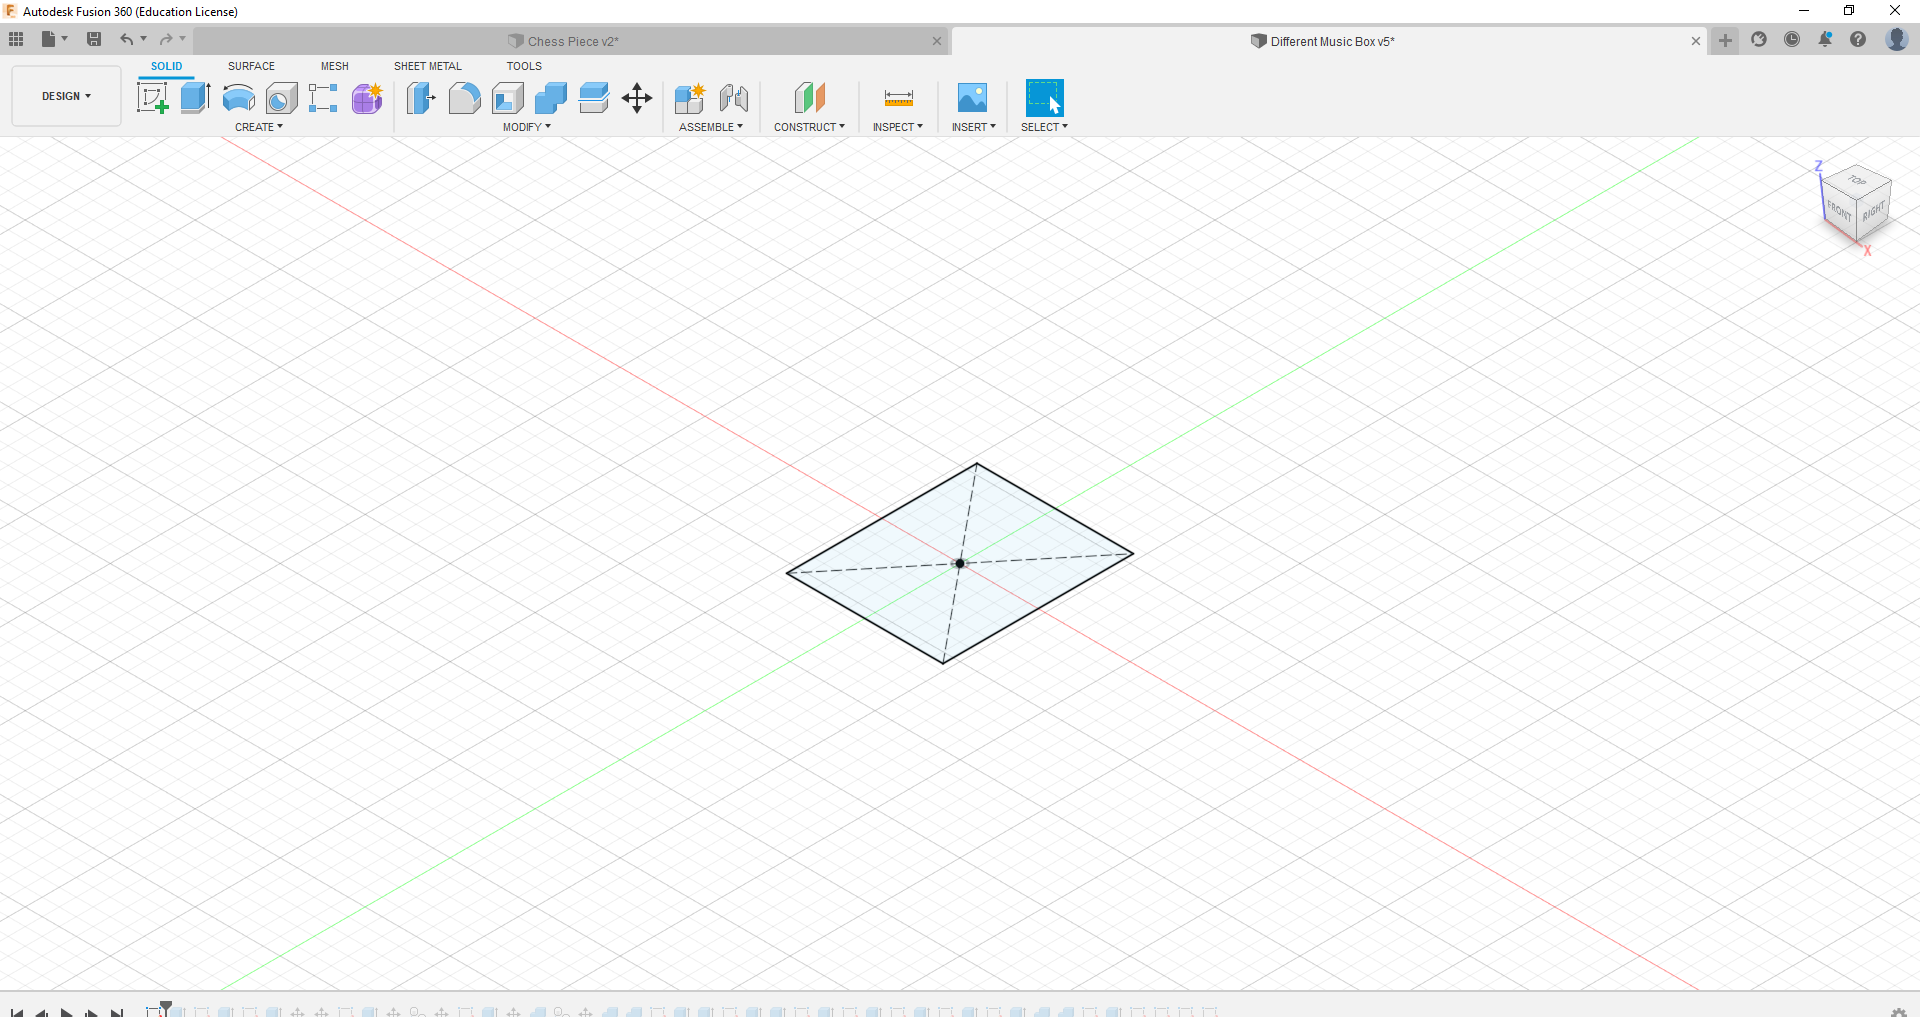 Autodesk Fusion 360 (Education License)
Chess Piece v2*
Different Music Box v5*
SOLID
SURFACE
MESH
SHEET METAL
TOOLS
DESIGN
CREATE
MODIFY
ASSEMBLE
CONSTRUCT
INSPECT
INSERT
SELECT
Z
TOP
FRONT
RIGHT
X